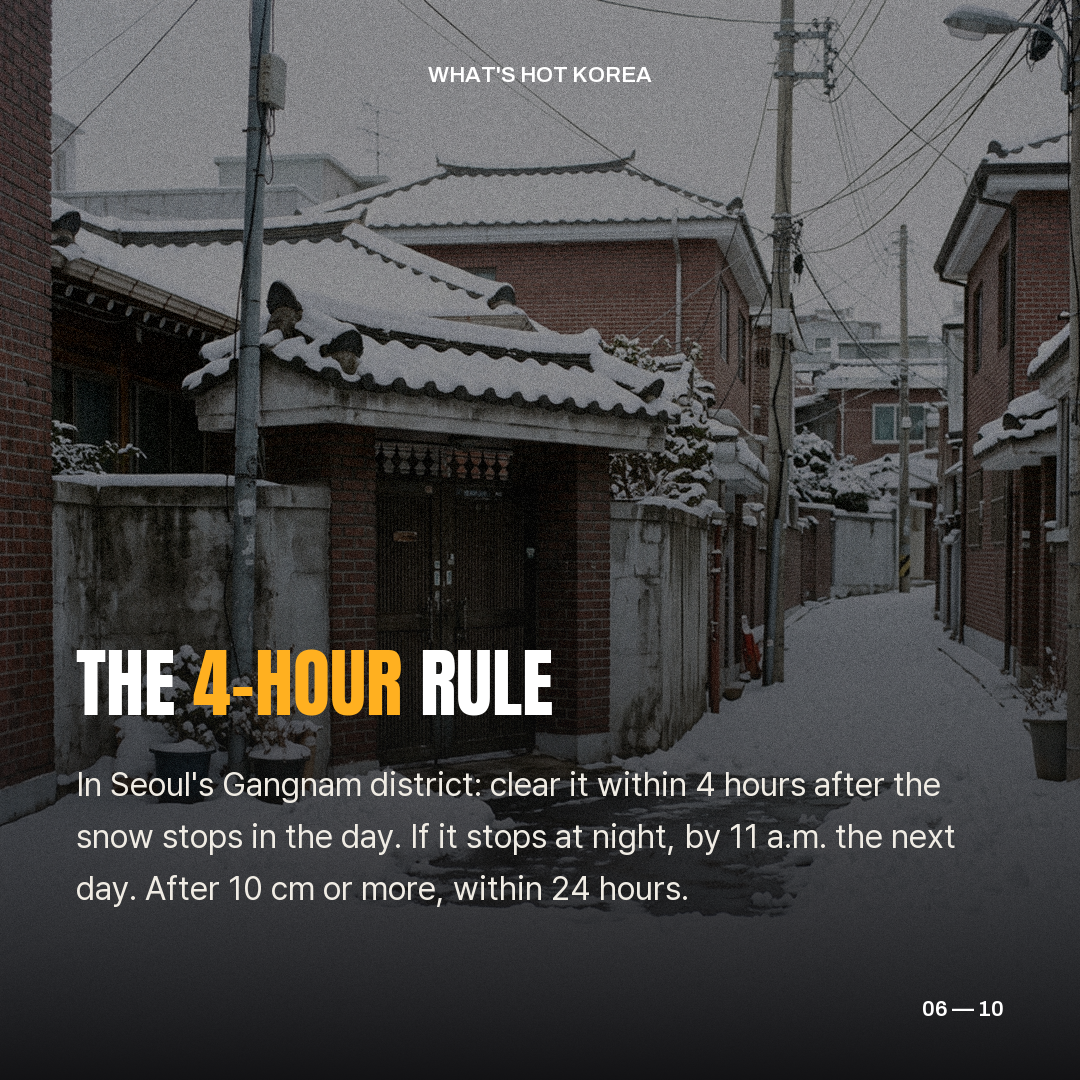 WHAT'S HOT KOREA
THE 4-HOUR RULE
In Seoul's Gangnam district: clear it within 4 hours after the
snow stops in the day. If it stops at night, by 11 a.m. the next
day. After 10 cm or more, within 24 hours.
06 — 10